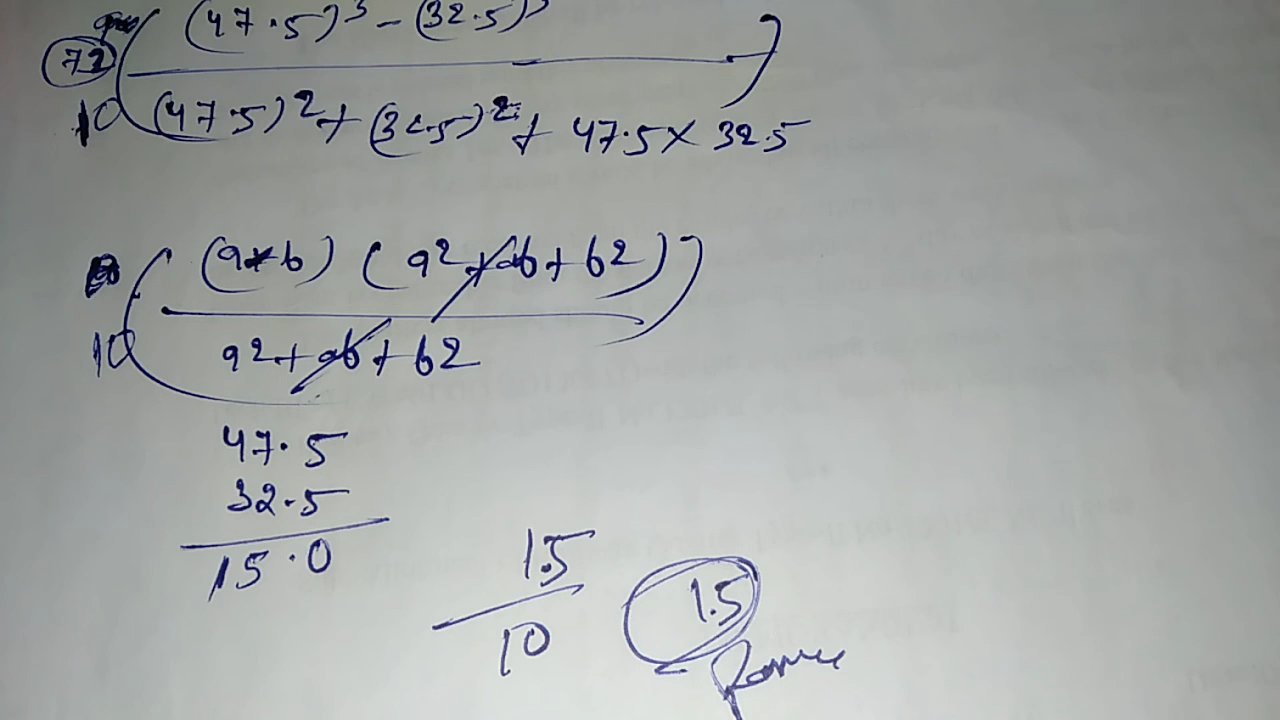 (47.5)³ - (32.5)³
72
10 (47.5)² + (32.5)² + 47.5 × 32.5
(a-b) (a² + ab + b²)
10 a² + ab + b²
47.5
32.5
15.0
15
10
1.5